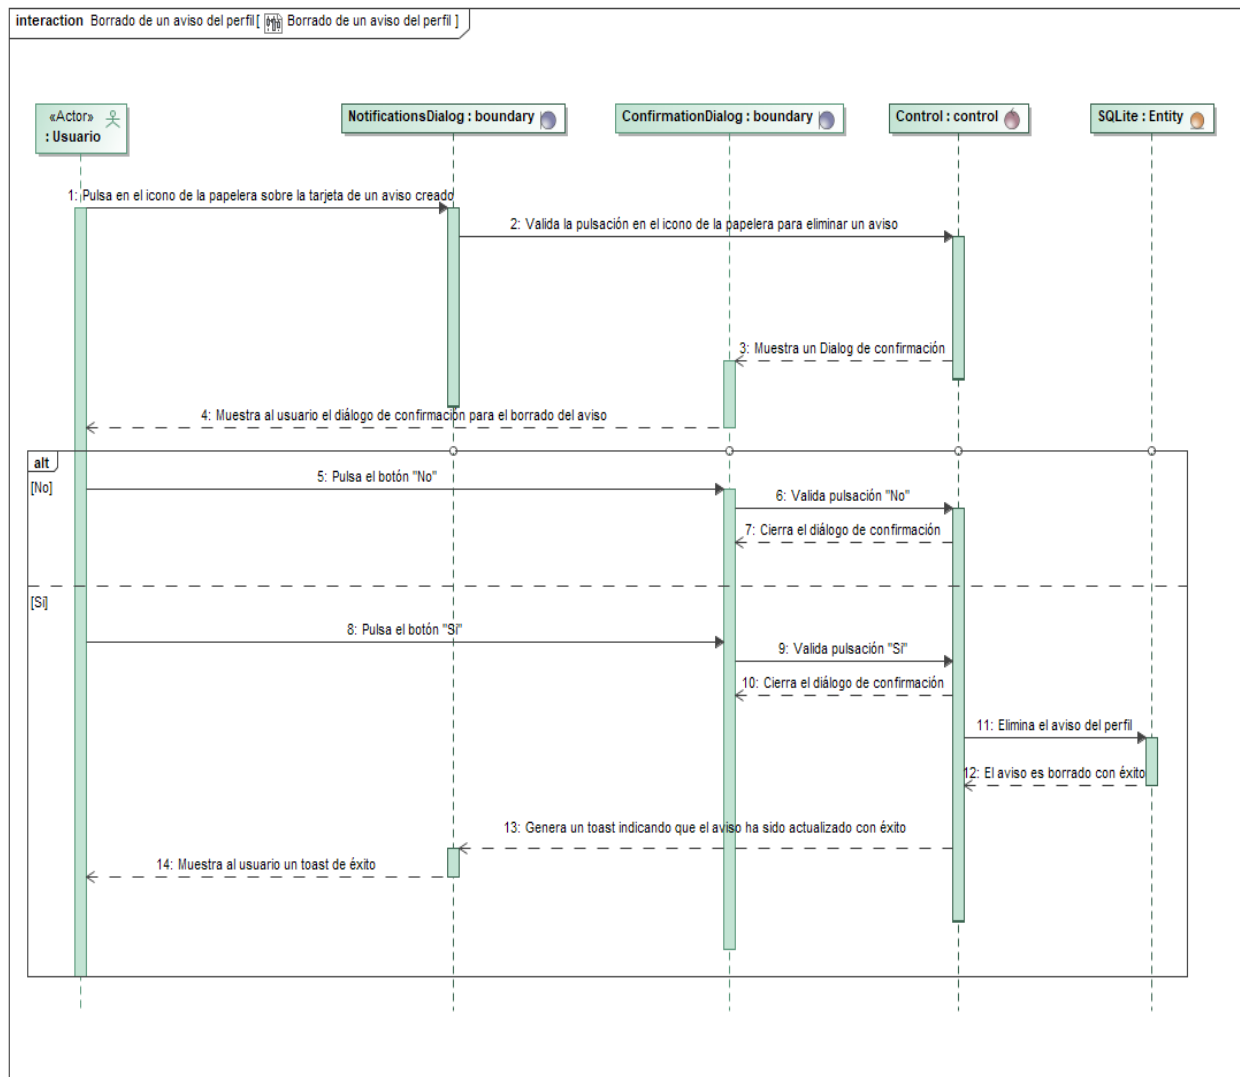 interaction Borrado de un aviso del perfil[ Borrado de un aviso del perfil ]
«Actor»
: Usuario
NotificationsDialog : boundary
ConfirmationDialog : boundary
Control : control
SQLite : Entity
1: Pulsa en el icono de la papelera sobre la tarjeta de un aviso creado
2: Valida la pulsación en el icono de la papelera para eliminar un aviso
3: Muestra un Dialog de confirmación
4: Muestra al usuario el diálogo de confirmación para el borrado del aviso
alt
[No]
5: Pulsa el botón "No"
6: Valida pulsación "No"
7: Cierra el diálogo de confirmación
[Si]
8: Pulsa el botón "Si"
9: Valida pulsación "Si"
10: Cierra el diálogo de confirmación
11: Elimina el aviso del perfil
12: El aviso es borrado con éxito
13: Genera un toast indicando que el aviso ha sido actualizado con éxito
14: Muestra al usuario un toast de éxito